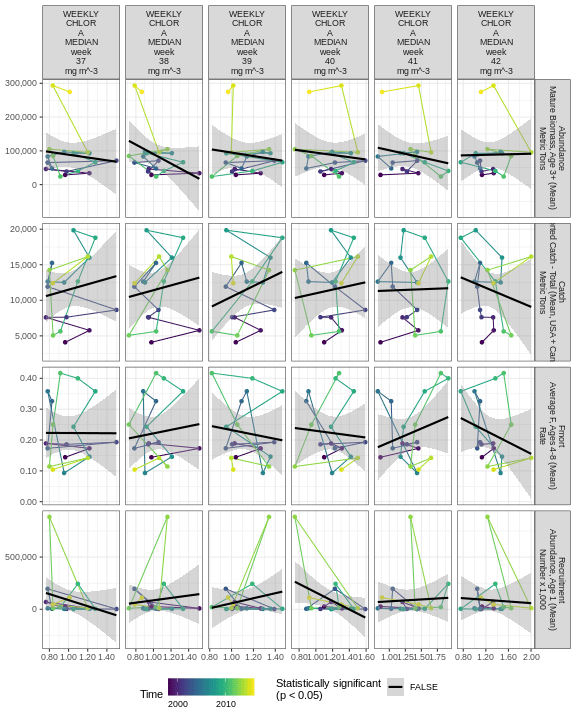 WEEKLY CHLOR A MEDIAN week 37 mg m^-3
WEEKLY CHLOR A MEDIAN week 38 mg m^-3
WEEKLY CHLOR A MEDIAN week 39 mg m^-3
WEEKLY CHLOR A MEDIAN week 40 mg m^-3
WEEKLY CHLOR A MEDIAN week 41 mg m^-3
WEEKLY CHLOR A MEDIAN week 42 mg m^-3
300,000
200,000
100,000
0
Abundance
Mature Biomass, Age 3+ (Mean)
Metric Tons
20,000
15,000
10,000
5,000
Catch
Catch - Total (Mean, USA + Can
Metric Tons
0.40
0.30
0.20
0.10
0.00
Fmort
Average F, Ages 4-8 (Mean)
Rate
500,000
0
Recruitment
Abundance, Age 1 (Mean)
Number x 1,000
0.80 1.00 1.20 1.40
0.80 1.00 1.20 1.40
0.80 1.00 1.20 1.40
0.80 1.00 1.20 1.40 1.60
1.00 1.25 1.50 1.75
0.80 1.20 1.60 2.00
Time
2000 2010
Statistically significant
(p < 0.05)
FALSE